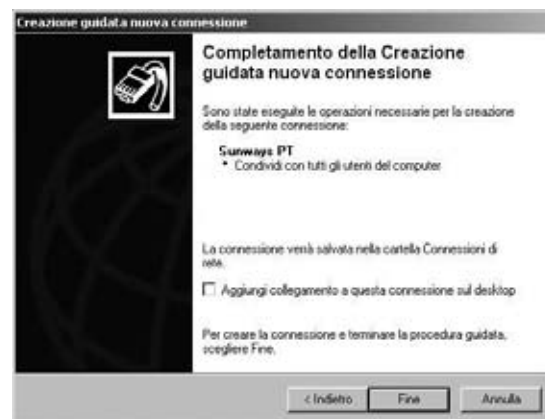 Creazione guidata nuova connessione
Completamento della Creazione
guidata nuova connessione
Sono state eseguite le operazioni necessarie per la creazione
della seguente connessione:
Sunways PT
• Condividi con tutti gli utenti del computer
La connessione verrà salvata nella cartella Connessioni di
rete.
Aggiungi collegamento a questa connessione sul desktop
Per creare la connessione e terminare la procedura guidata,
scegliere Fine.
< Indietro Fine Annulla